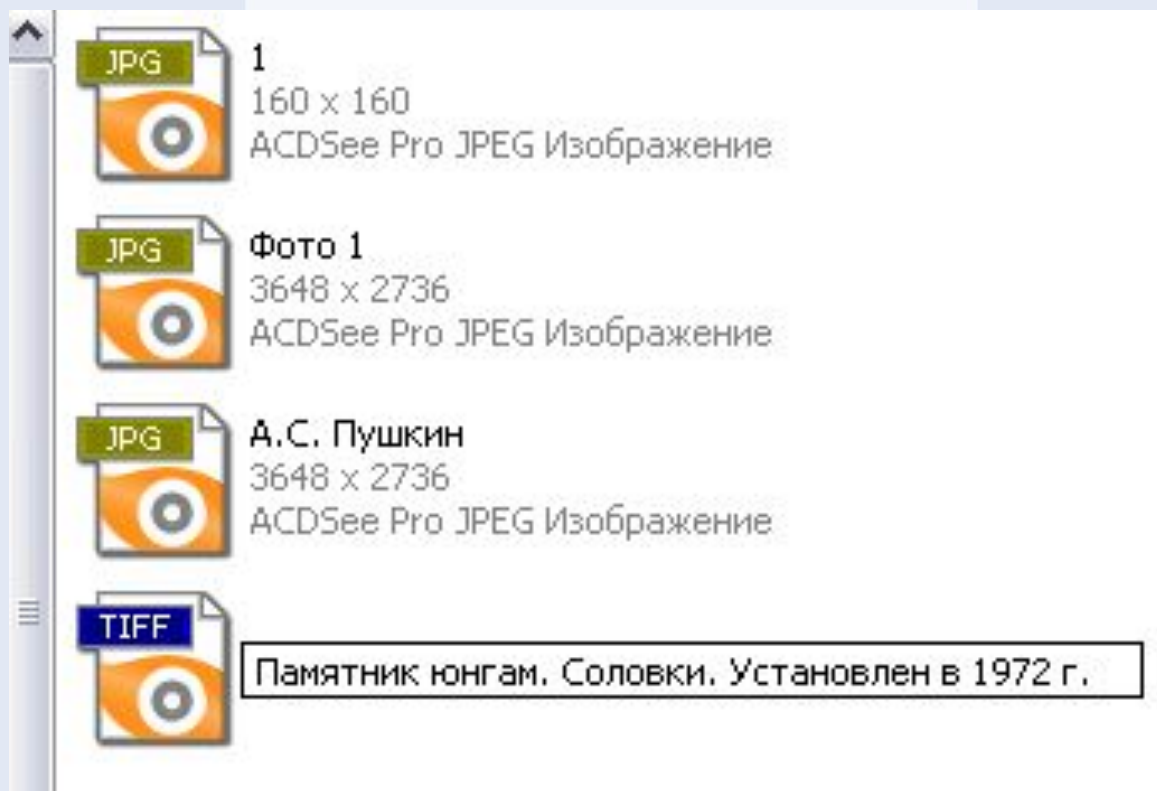 JPG
1
160 x 160
ACDSee Pro JPEG Изображение
JPG
Фото 1
3648 x 2736
ACDSee Pro JPEG Изображение
JPG
А.С. Пушкин
3648 x 2736
ACDSee Pro JPEG Изображение
TIFF
Памятник юнгам. Соловки. Установлен в 1972 г.